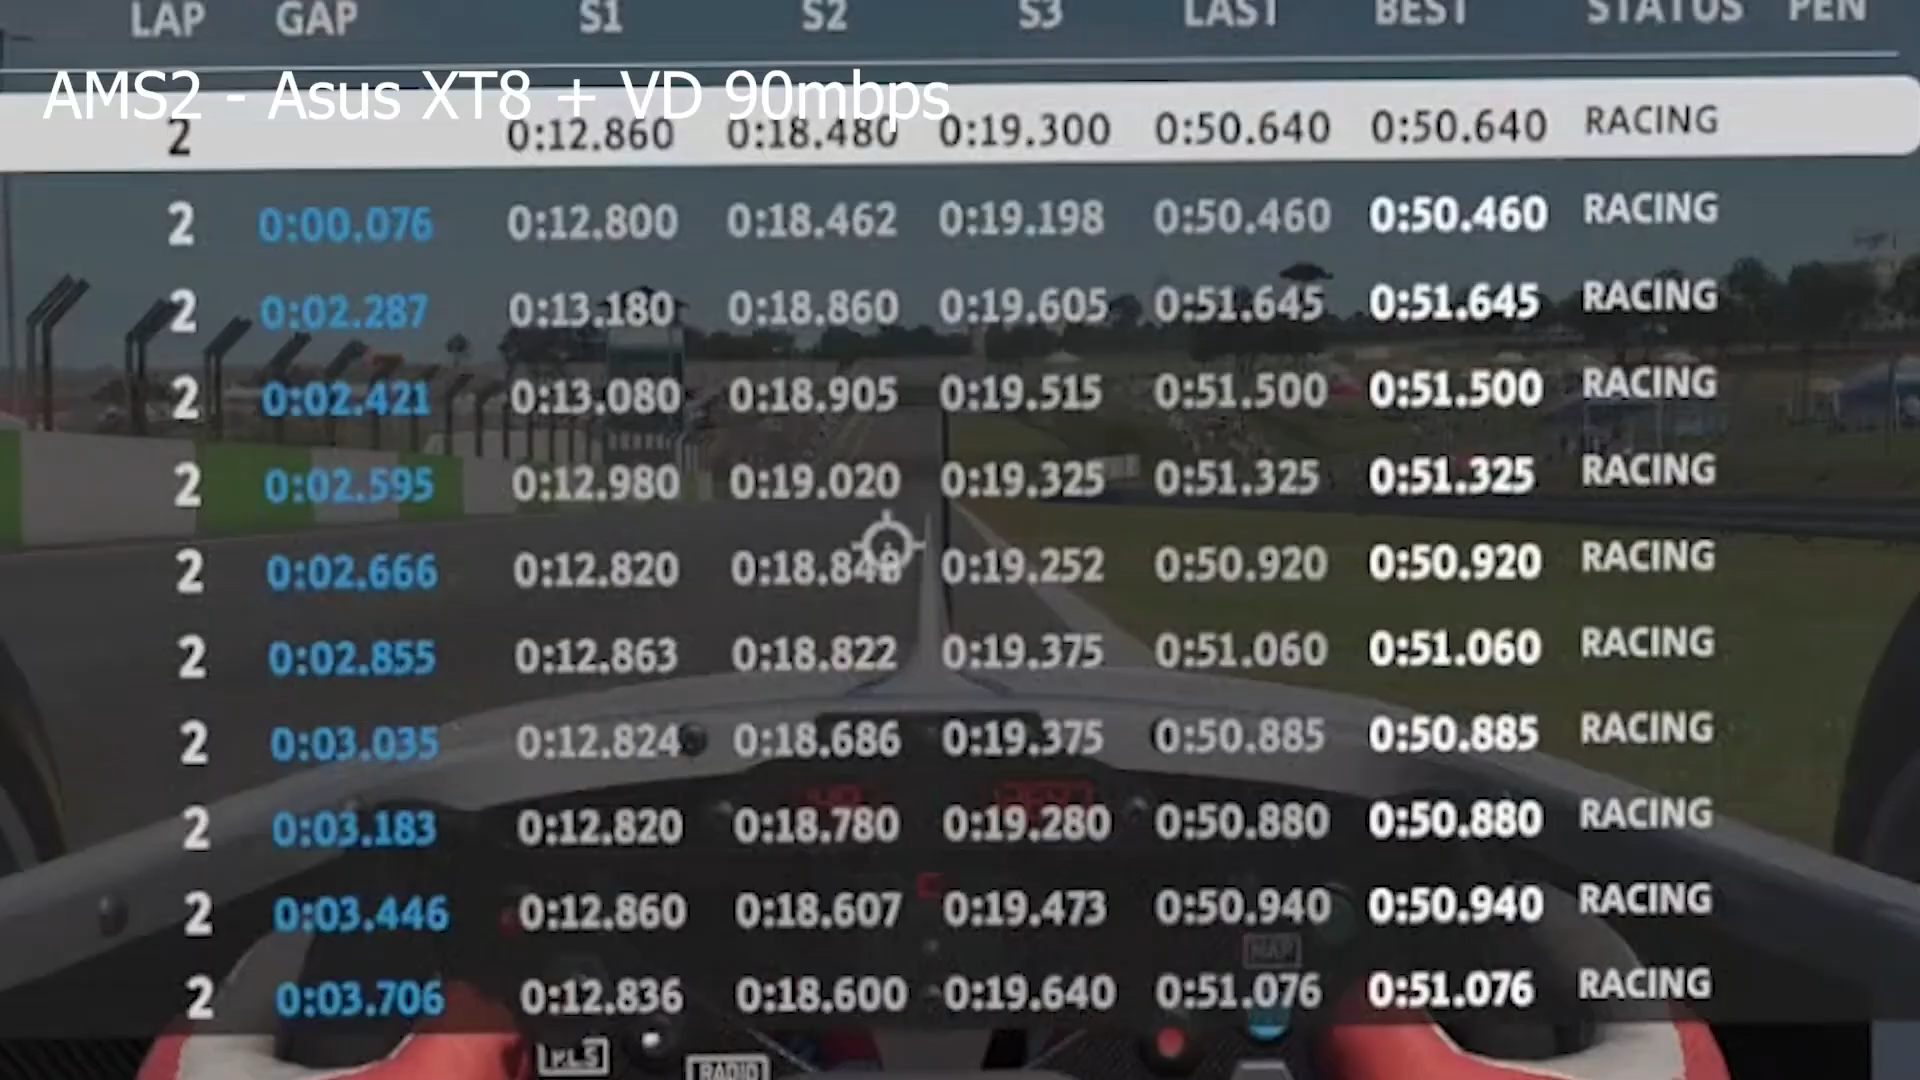 LAP GAP S1 S2 S3 LAST BEST STATUS PEN
AMS2 - Asus XT8 + VD 90mbps
2 0:12.860 0:18.480 0:19.300 0:50.640 0:50.640 RACING
2 0:00.076 0:12.800 0:18.462 0:19.198 0:50.460 0:50.460 RACING
2 0:02.287 0:13.180 0:18.860 0:19.605 0:51.645 0:51.645 RACING
2 0:02.421 0:13.080 0:18.905 0:19.515 0:51.500 0:51.500 RACING
2 0:02.595 0:12.980 0:19.020 0:19.325 0:51.325 0:51.325 RACING
2 0:02.666 0:12.820 0:18.848 0:19.252 0:50.920 0:50.920 RACING
2 0:02.855 0:12.863 0:18.822 0:19.375 0:51.060 0:51.060 RACING
2 0:03.035 0:12.824 0:18.686 0:19.375 0:50.885 0:50.885 RACING
2 0:03.183 0:12.820 0:18.780 0:19.280 0:50.880 0:50.880 RACING
2 0:03.446 0:12.860 0:18.607 0:19.473 0:50.940 0:50.940 RACING
MAP
2 0:03.706 0:12.836 0:18.600 0:19.640 0:51.076 0:51.076 RACING
P.L.S
RADIO